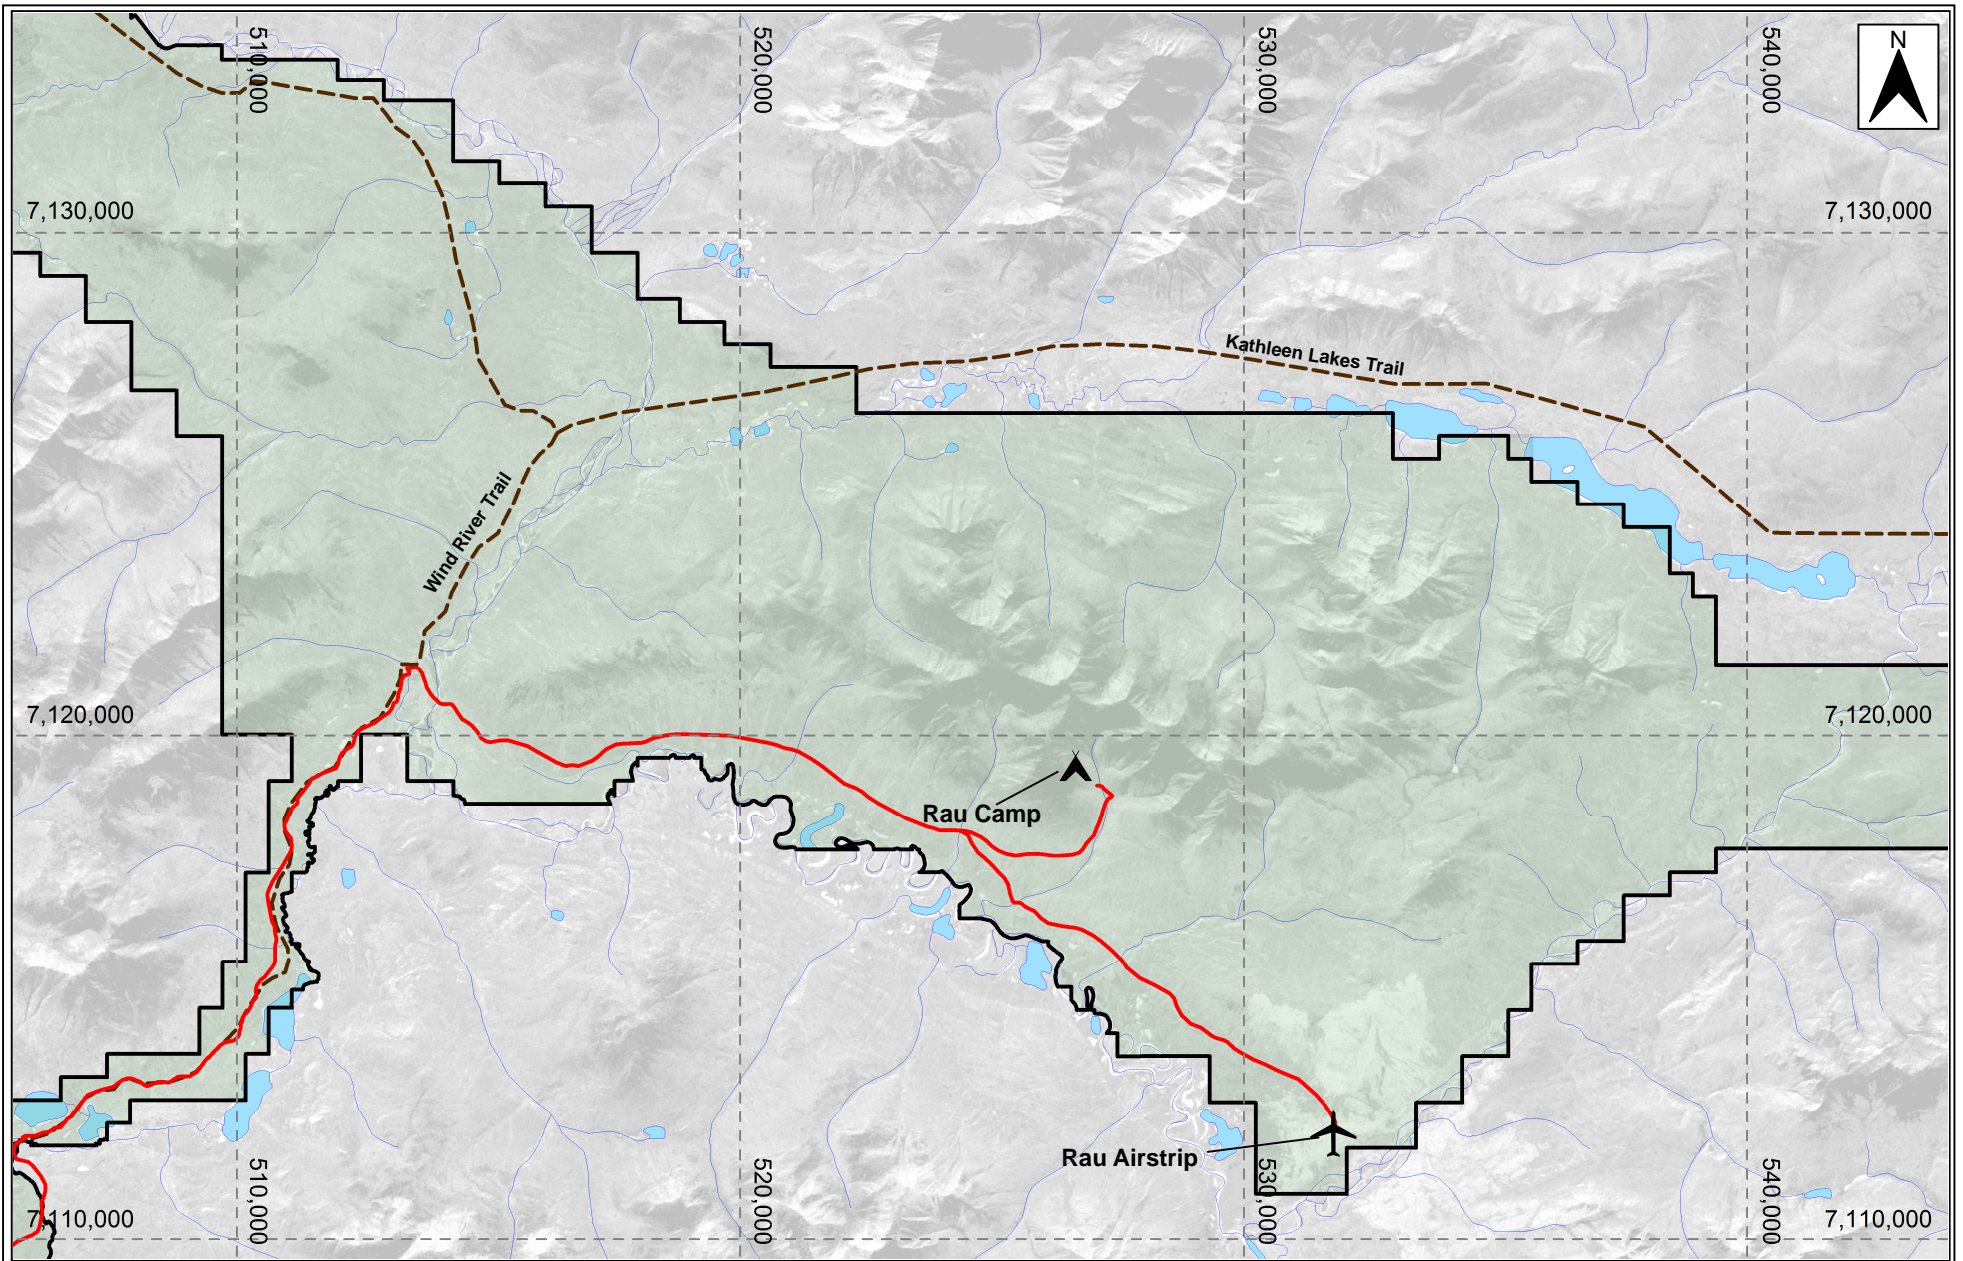 510,000
520,000
530,000
540,000
N
7,130,000
7,130,000
Kathleen Lakes Trail
Wind River Trail
7,120,000
7,120,000
Rau Camp
Rau Airstrip
510,000
520,000
530,000
540,000
7,110,000
7,110,000